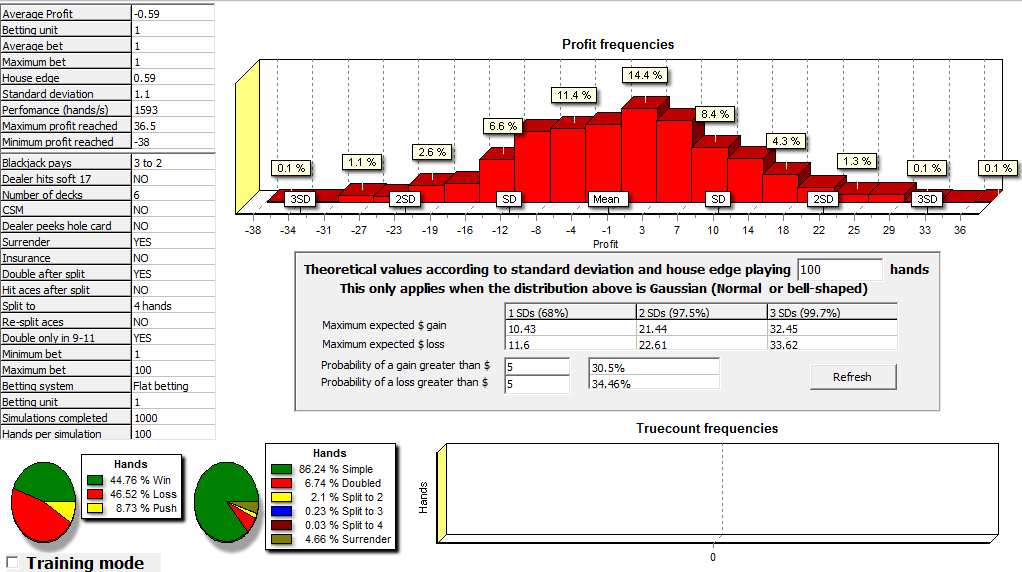 Average Profit -0.59
Betting unit 1
Average bet 1
Maximum bet 1
House edge 0.59
Standard deviation 1.1
Perfomance (hands/s) 1593
Maximum profit reached 36.5
Minimum profit reached -38
Blackjack pays 3 to 2
Dealer hits soft 17 NO
Number of decks 6
CSM NO
Dealer peeks hole card NO
Surrender YES
Insurance NO
Double after split YES
Hit aces after split NO
Split to 4 hands
Re-split aces NO
Double only in 9-11 YES
Minimum bet 1
Maximum bet 100
Betting system Flat betting
Betting unit 1
Simulations completed 1000
Hands per simulation 100
Profit frequencies
14.4 %
11.4 %
8.4 %
6.6 %
4.3 %
2.6 %
1.1 %
1.3 %
0.1 %
0.1 %
0.1 %
3SD 2SD SD Mean SD 2SD 3SD
-38 -34 -31 -27 -23 -19 -16 -12 -8 -4 -1 3 7 10 14 18 22 25 29 33 36
Profit
Theoretical values according to standard deviation and house edge playing 100 hands
This only applies when the distribution above is Gaussian (Normal or bell-shaped)
1 SDs (68%) 2 SDs (97.5%) 3 SDs (99.7%)
Maximum expected $ gain 10.43 21.44 32.45
Maximum expected $ loss 11.6 22.61 33.62
Probability of a gain greater than $ 5 30.5%
Probability of a loss greater than $ 5 34.46%
Refresh
Truecount frequencies
Hands
0
Hands
44.76 % Win
46.52 % Loss
8.73 % Push
Hands
86.24 % Simple
6.74 % Doubled
2.1 % Split to 2
0.23 % Split to 3
0.03 % Split to 4
4.66 % Surrender
Training mode